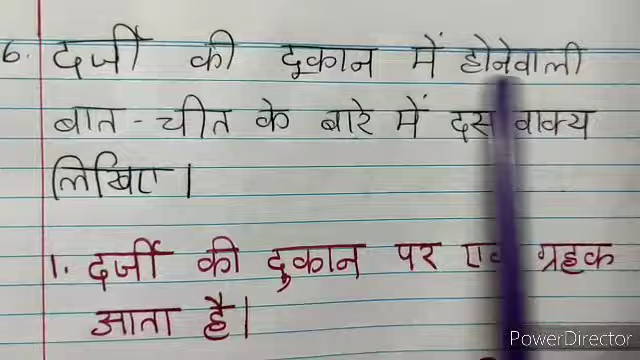 6. दर्जी की दूकान में होनेवाली
बात-चीत के बारे में दस वाक्य
लिखिए।
1. दर्जी की दुकान पर ग्रहक
आता है।
PowerDirector